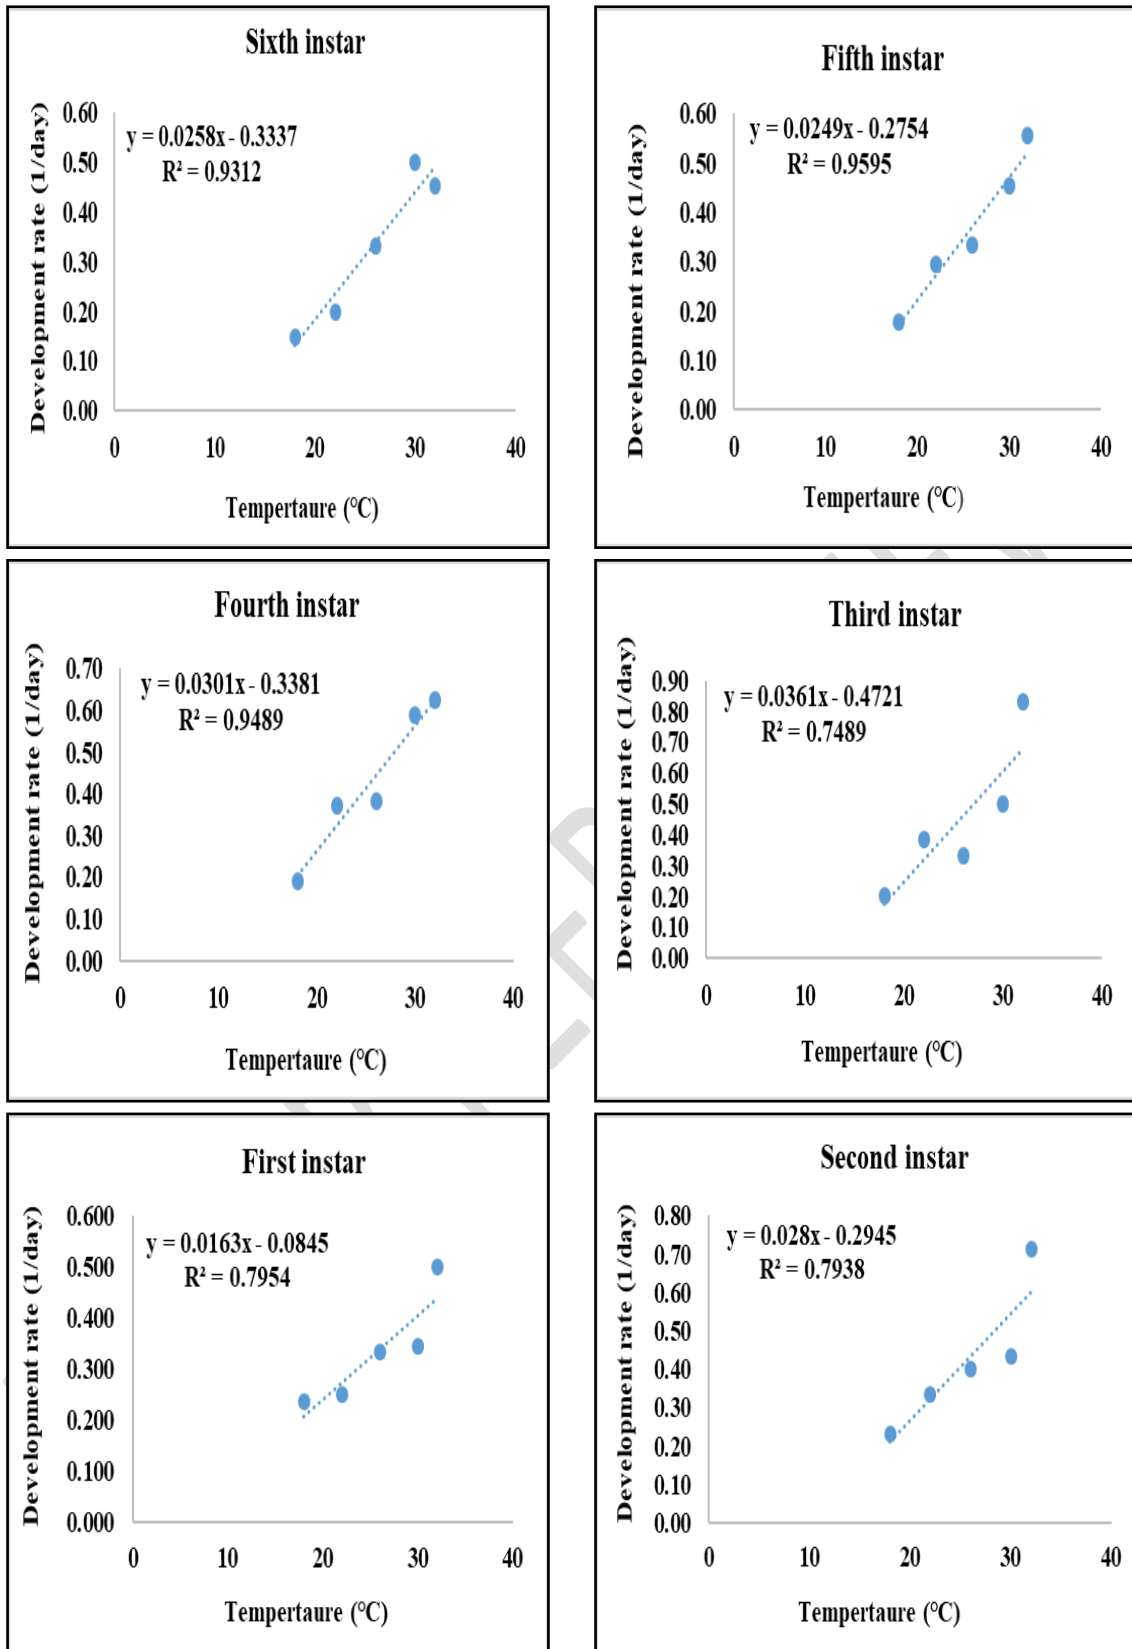 Sixth instar
y = 0.0258x - 0.3337
R² = 0.9312
Development rate (1/day)
0.60
0.50
0.40
0.30
0.20
0.10
0.00
0 10 20 30 40
Tempertaure (°C)
Fifth instar
y = 0.0249x - 0.2754
R² = 0.9595
Development rate (1/day)
0.60
0.50
0.40
0.30
0.20
0.10
0.00
0 10 20 30 40
Tempertaure (°C)
Fourth instar
y = 0.0301x - 0.3381
R² = 0.9489
Development rate (1/day)
0.70
0.60
0.50
0.40
0.30
0.20
0.10
0.00
0 10 20 30 40
Tempertaure (°C)
Third instar
y = 0.0361x - 0.4721
R² = 0.7489
Development rate (1/day)
0.90
0.80
0.70
0.60
0.50
0.40
0.30
0.20
0.10
0.00
0 10 20 30 40
Tempertaure (°C)
First instar
y = 0.0163x - 0.0845
R² = 0.7954
Development rate (1/day)
0.600
0.500
0.400
0.300
0.200
0.100
0.000
0 10 20 30 40
Tempertaure (°C)
Second instar
y = 0.028x - 0.2945
R² = 0.7938
Development rate (1/day)
0.80
0.70
0.60
0.50
0.40
0.30
0.20
0.10
0.00
0 10 20 30 40
Tempertaure (°C)